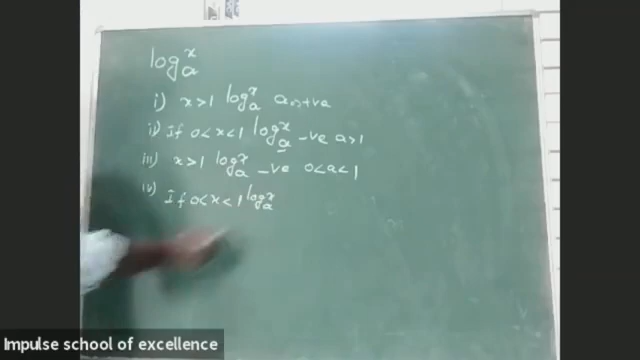 log_a^x
i) x>1 log_a^x a>1 +ve
ii) If 0<x<1 log_a^x -ve a>1
iii) x>1 log_a^x -ve 0<a<1
iv) If 0<x<1 log_a^x
Impulse school of excellence